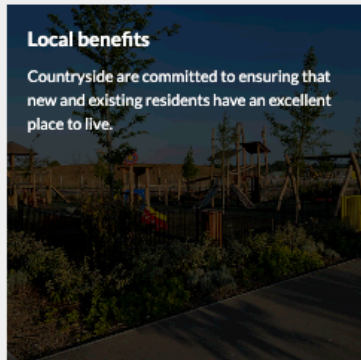 Local benefits
Countryside are committed to ensuring that
new and existing residents have an excellent
place to live.